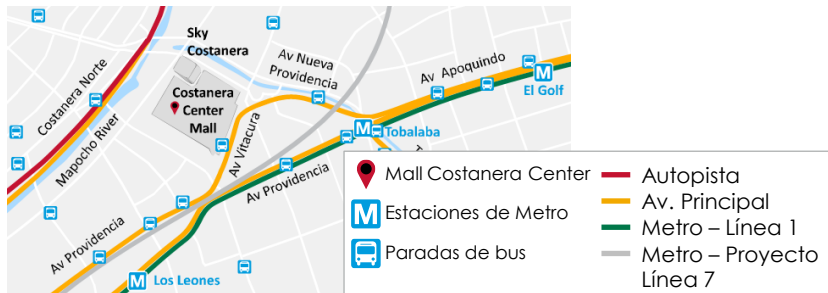 Sky
Costanera
Av Nueva
Providencia
Av Apoquindo
El Golf
Costanera Norte
Costanera
Center
Mall
Mapocho River
Av Vitacura
Tobalaba
Av Providencia
Av Providencia
Los Leones
Mall Costanera Center
M Estaciones de Metro
Paradas de bus
Autopista
Av. Principal
Metro – Línea 1
Metro – Proyecto
Línea 7